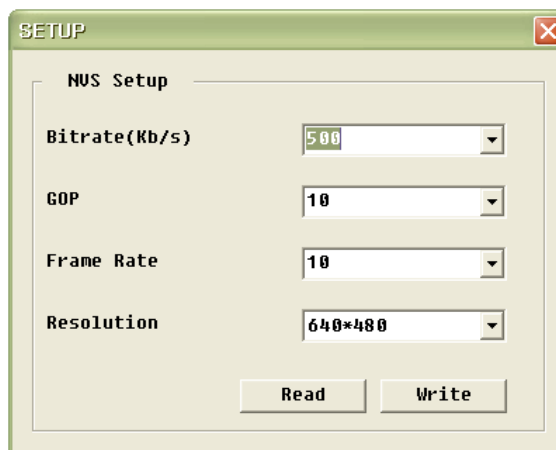 SETUP
NVS Setup
Bitrate(Kb/s) 500
GOP 10
Frame Rate 10
Resolution 640*480
Read Write